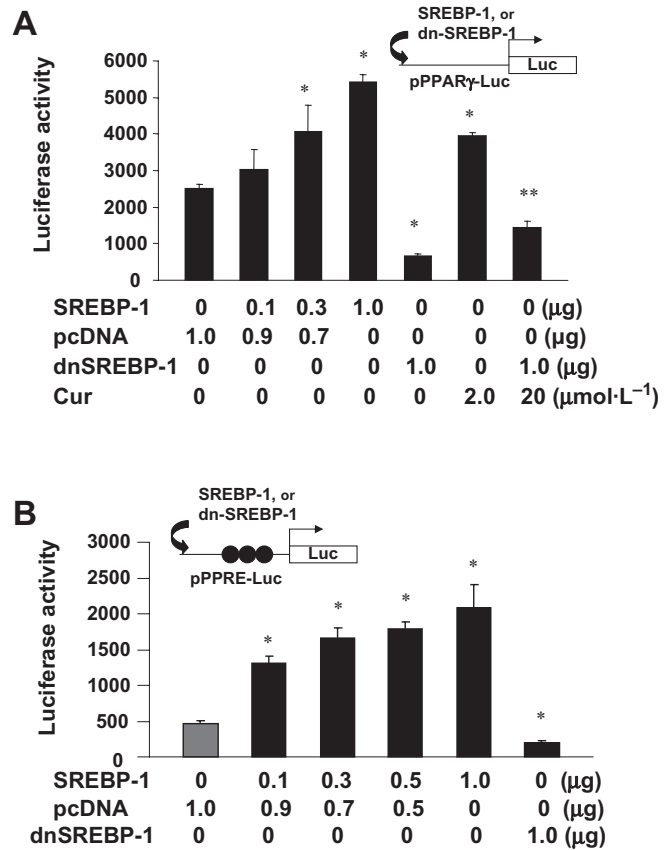 A
SREBP-1, or
dn-SREBP-1
Luc
pPPARγ-Luc
Luciferase activity
6000
5000
4000
3000
2000
1000
0
* * * * **
SREBP-1 0 0.1 0.3 1.0 0 0 0 (μg)
pcDNA 1.0 0.9 0.7 0 0 0 0 (μg)
dnSREBP-1 0 0 0 0 1.0 0 1.0 (μg)
Cur 0 0 0 0 0 2.0 20 (μmol·L⁻¹)
B
SREBP-1, or
dn-SREBP-1
Luc
pPPRE-Luc
Luciferase activity
3000
2500
2000
1500
1000
500
0
* * * * *
SREBP-1 0 0.1 0.3 0.5 1.0 0 (μg)
pcDNA 1.0 0.9 0.7 0.5 0 0 (μg)
dnSREBP-1 0 0 0 0 0 1.0 (μg)